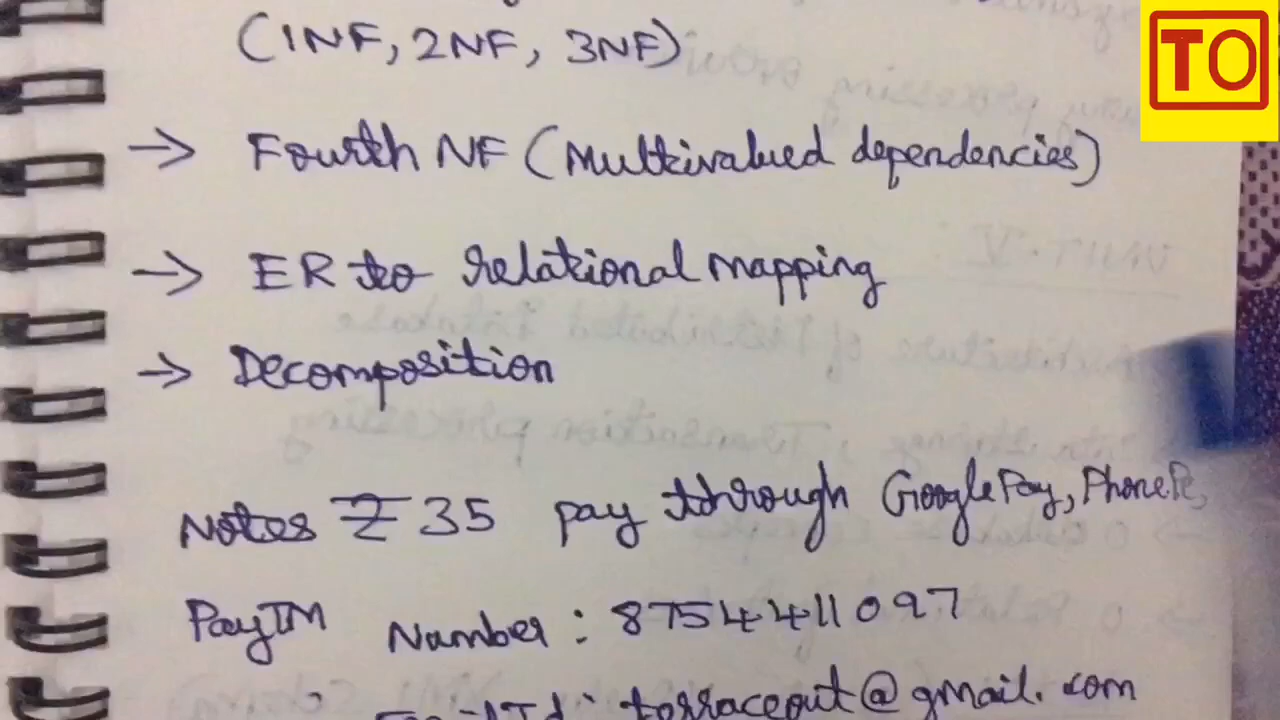 (1NF, 2NF, 3NF)
TO
→ Fourth NF (Multivalued dependencies)
→ ER to relational mapping
→ Decomposition
Notes ₹ 35 pay through GooglePay, PhonePe,
PayTM Number : 8754411097
terraceout@gmail.com